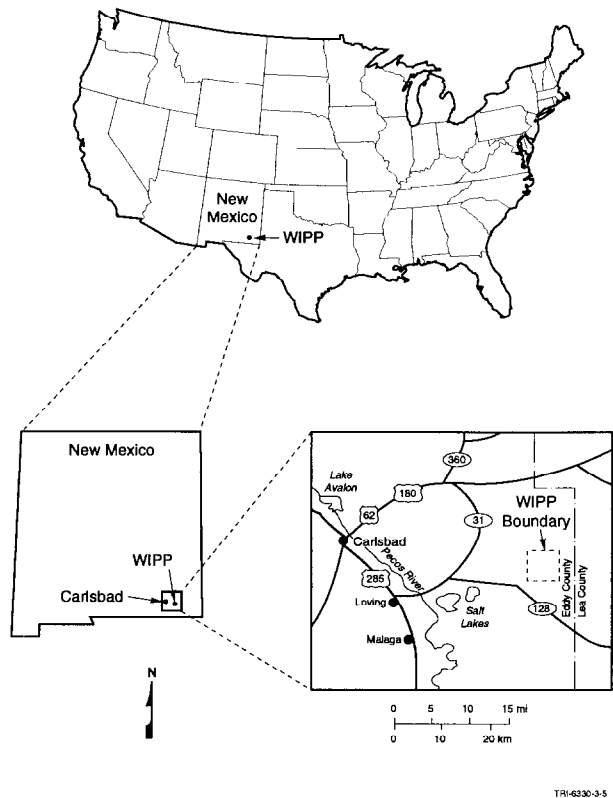 New
Mexico
WIPP
New Mexico
WIPP
Carlsbad
N
Lake
Avalon
360
180
62
31
WIPP
Boundary
Carlsbad
Pecos River
285
Loving
Salt
Lakes
Malaga
128
Eddy County
Lea County
0 5 10 15 mi
0 10 20 km
TRI-6330-3-5